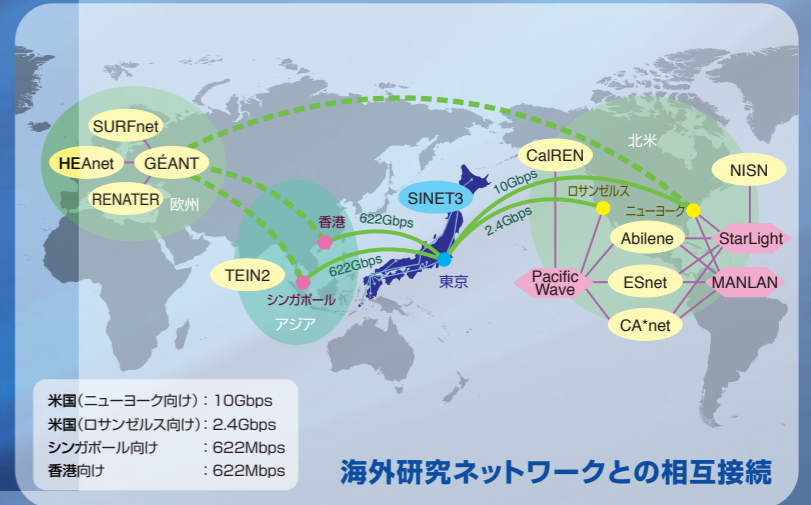 SURFnet
HEAnet
GÉANT
RENATER
欧州
TEIN2
香港
シンガポール
アジア
622Gbps
622Gbps
SINET3
東京
10Gbps
2.4Gbps
CalREN
北米
NISN
ロサンゼルス
ニューヨーク
Abilene
StarLight
Pacific
Wave
ESnet
MANLAN
CA*net
米国(ニューヨーク向け):10Gbps
米国(ロサンゼルス向け):2.4Gbps
シンガポール向け :622Mbps
香港向け :622Mbps
海外研究ネットワークとの相互接続